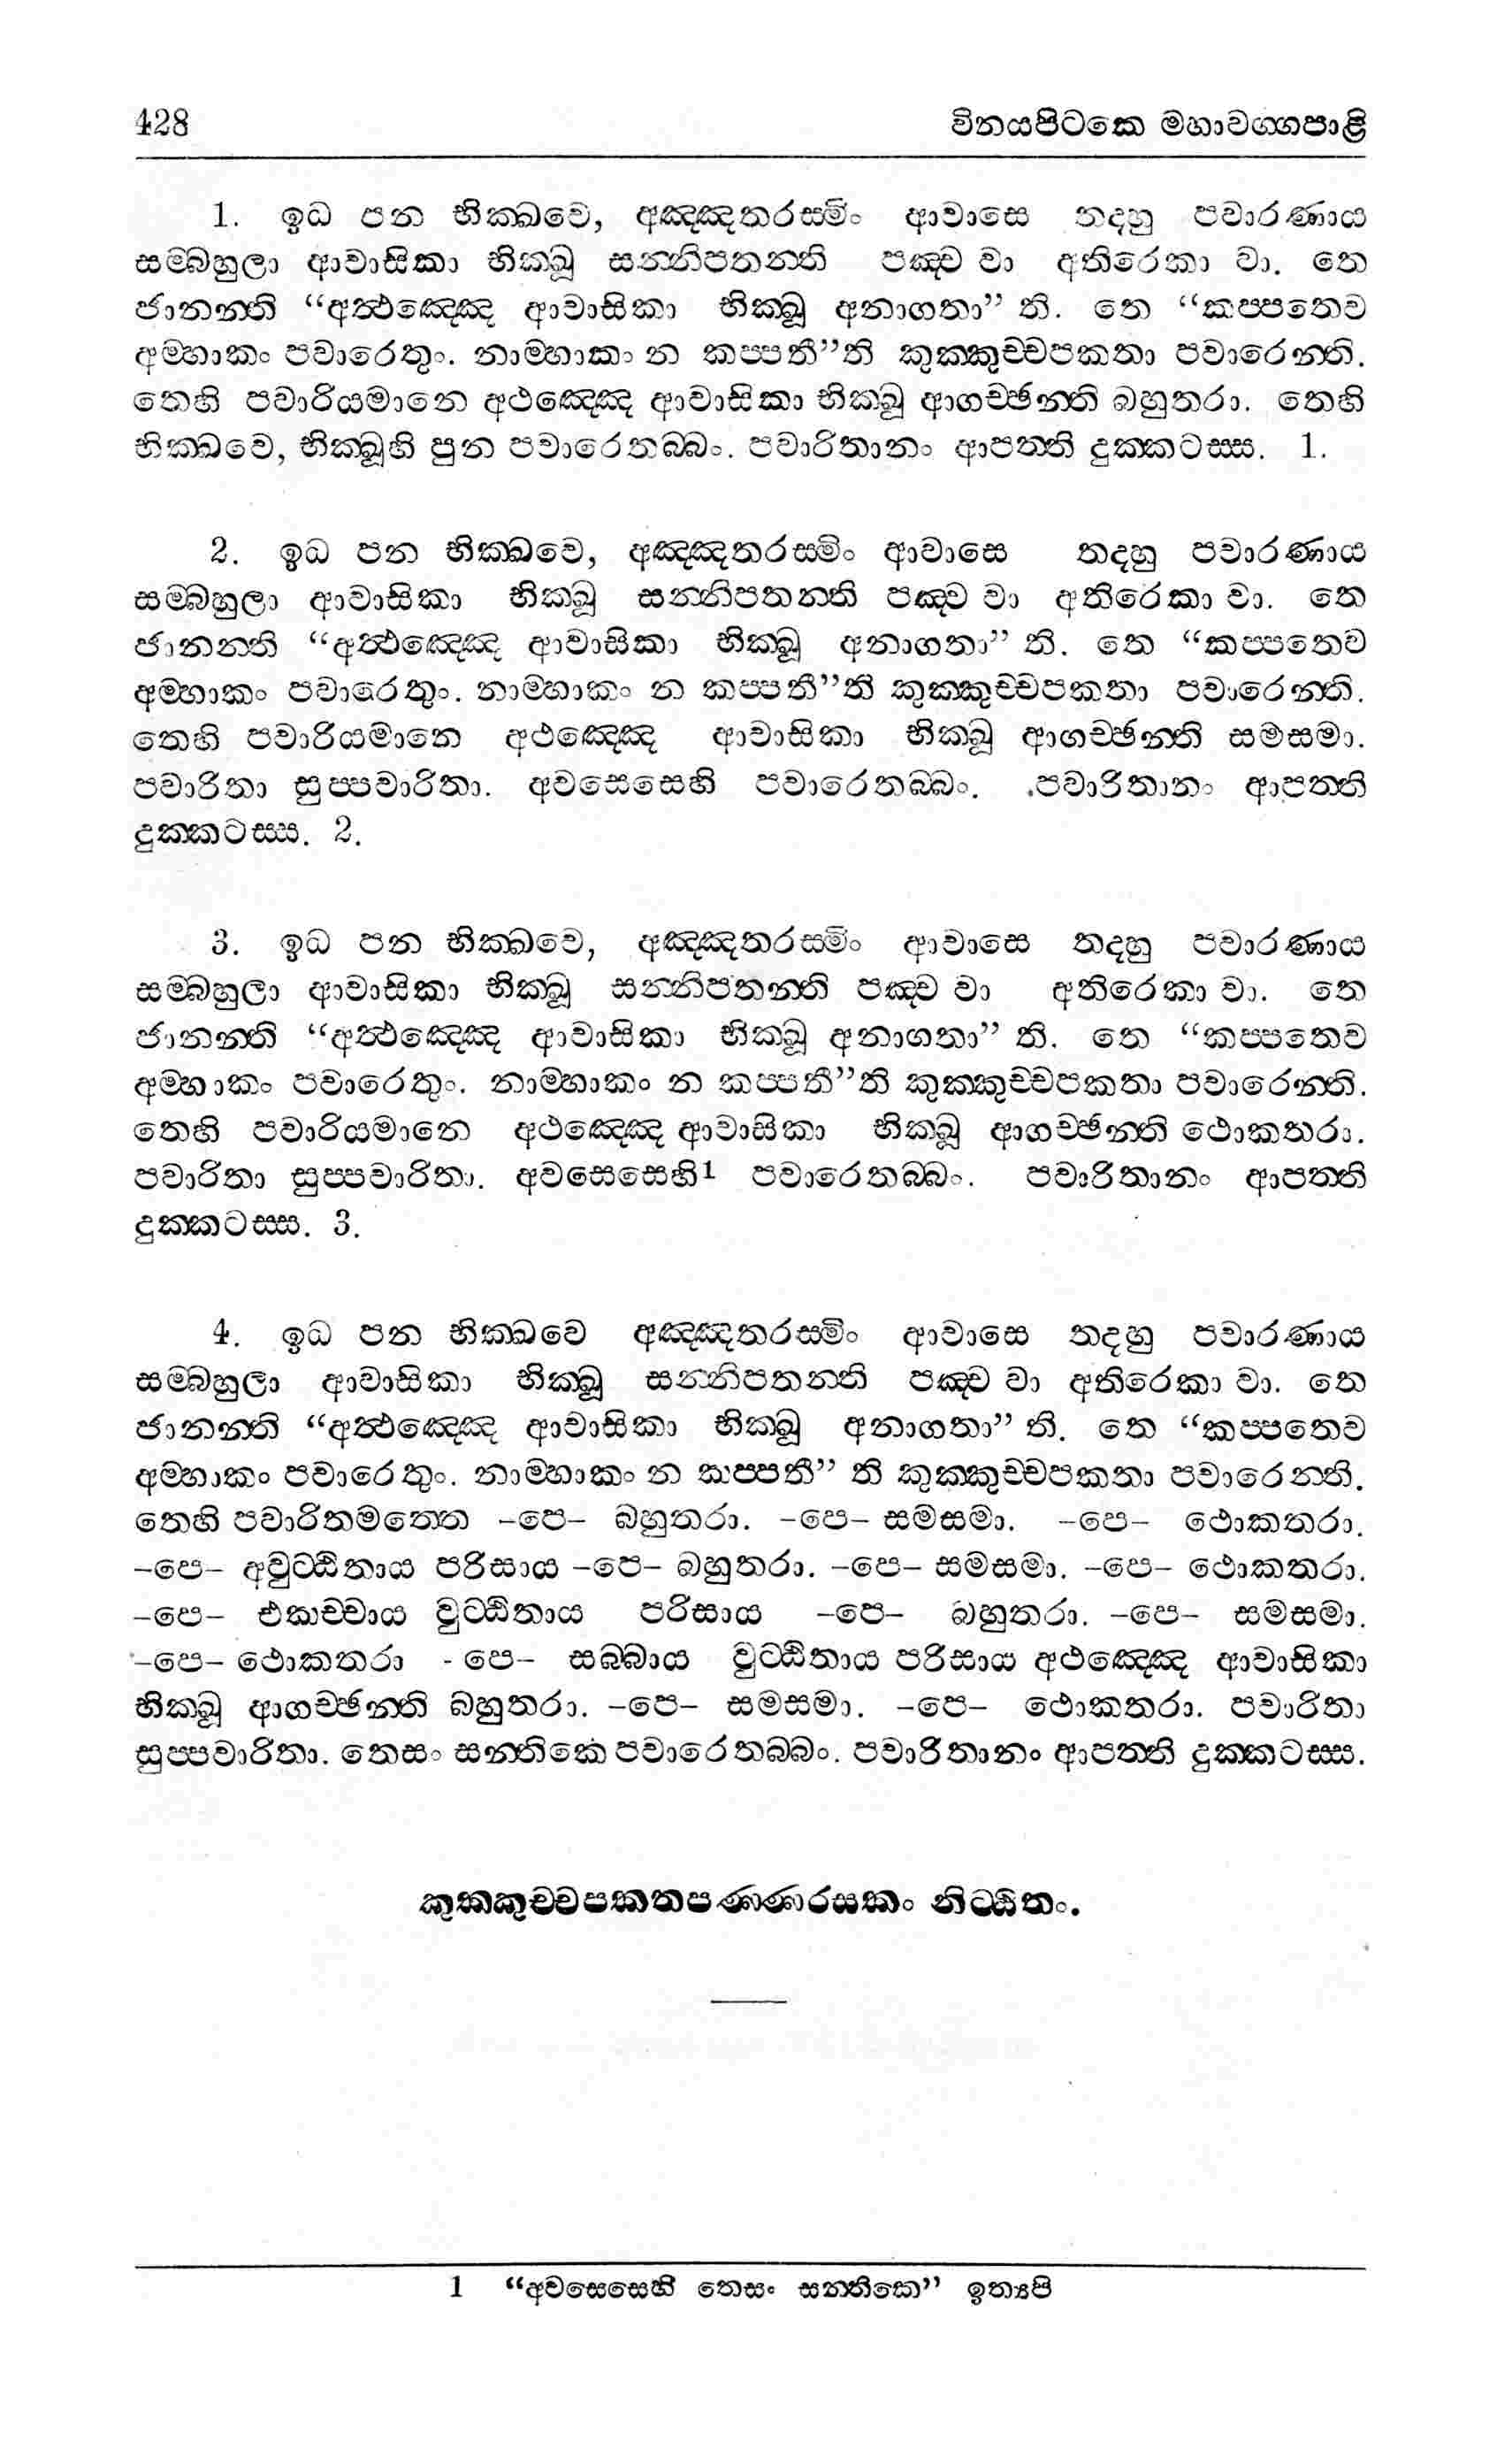 428 විනයපිටකෙ මහාවග්ගපාළි
1. ඉධ පන භික්ඛවෙ, අඤ්ඤතරස්මිං ආවාසෙ තදහු පවාරණාය
සම්බහුලා ආවාසිකා භික්ඛූ සන්නිපතන්ති පඤ්ච වා අතිරෙකා වා. තෙ
ජානන්ති “අත්ථඤ්ඤෙ ආවාසිකා භික්ඛූ අනාගතා” ති. තෙ “කප්පතෙව
අම්හාකං පවාරෙතුං. නාම්හාකං න කප්පතී”ති කුක්කුච්චපකතා පවාරෙන්ති.
තෙහි පවාරියමානෙ අථඤ්ඤෙ ආවාසිකා භික්ඛූ ආගච්ඡන්ති බහුතරා. තෙහි
භික්ඛවෙ, භික්ඛූහි පුන පවාරෙතබ්බං. පවාරිතානං ආපත්ති දුක්කටස්ස. 1.
2. ඉධ පන භික්ඛවෙ, අඤ්ඤතරස්මිං ආවාසෙ තදහු පවාරණාය
සම්බහුලා ආවාසිකා භික්ඛූ සන්නිපතන්ති පඤ්ච වා අතිරෙකා වා. තෙ
ජානන්ති “අත්ථඤ්ඤෙ ආවාසිකා භික්ඛූ අනාගතා” ති. තෙ “කප්පතෙව
අම්හාකං පවාරෙතුං. නාම්හාකං න කප්පතී”ති කුක්කුච්චපකතා පවාරෙන්ති.
තෙහි පවාරියමානෙ අථඤ්ඤෙ ආවාසිකා භික්ඛූ ආගච්ඡන්ති සමසමා.
පවාරිතා සුප්පවාරිතා. අවසෙසෙහි පවාරෙතබ්බං. පවාරිතානං ආපත්ති
දුක්කටස්ස. 2.
3. ඉධ පන භික්ඛවෙ, අඤ්ඤතරස්මිං ආවාසෙ තදහු පවාරණාය
සම්බහුලා ආවාසිකා භික්ඛූ සන්නිපතන්ති පඤ්ච වා අතිරෙකා වා. තෙ
ජානන්ති “අත්ථඤ්ඤෙ ආවාසිකා භික්ඛූ අනාගතා” ති. තෙ “කප්පතෙව
අම්හාකං පවාරෙතුං. නාම්හාකං න කප්පතී”ති කුක්කුච්චපකතා පවාරෙන්ති.
තෙහි පවාරියමානෙ අථඤ්ඤෙ ආවාසිකා භික්ඛූ ආගච්ඡන්ති ථොකතරා.
පවාරිතා සුප්පවාරිතා. අවසෙසෙහි1 පවාරෙතබ්බං. පවාරිතානං ආපත්ති
දුක්කටස්ස. 3.
4. ඉධ පන භික්ඛවෙ අඤ්ඤතරස්මිං ආවාසෙ තදහු පවාරණාය
සම්බහුලා ආවාසිකා භික්ඛූ සන්නිපතන්ති පඤ්ච වා අතිරෙකා වා. තෙ
ජානන්ති “අත්ථඤ්ඤෙ ආවාසිකා භික්ඛූ අනාගතා” ති. තෙ “කප්පතෙව
අම්හාකං පවාරෙතුං. නාම්හාකං න කප්පතී” ති කුක්කුච්චපකතා පවාරෙන්ති.
තෙහි පවාරිතමත්තෙ –පෙ– බහුතරා. –පෙ– සමසමා. –පෙ– ථොකතරා.
–පෙ– අවුට්ඨිතාය පරිසාය –පෙ– බහුතරා. –පෙ– සමසමා. –පෙ– ථොකතරා.
–පෙ– එකච්චාය වුට්ඨිතාය පරිසාය –පෙ– බහුතරා. –පෙ– සමසමා.
–පෙ– ථොකතරා - පෙ– සබ්බාය වුට්ඨිතාය පරිසාය අථඤ්ඤෙ ආවාසිකා
භික්ඛූ ආගච්ඡන්ති බහුතරා. –පෙ– සමසමා. –පෙ– ථොකතරා. පවාරිතා
සුප්පවාරිතා. තෙසං සන්තිකෙ පවාරෙතබ්බං. පවාරිතානං ආපත්ති දුක්කටස්ස.
කුක්කුච්චපකතපණ්ණරසකං නිට්ඨිතං.
1 “අවසෙසෙහි තෙසං සන්තිකෙ” ඉත්‍යපි